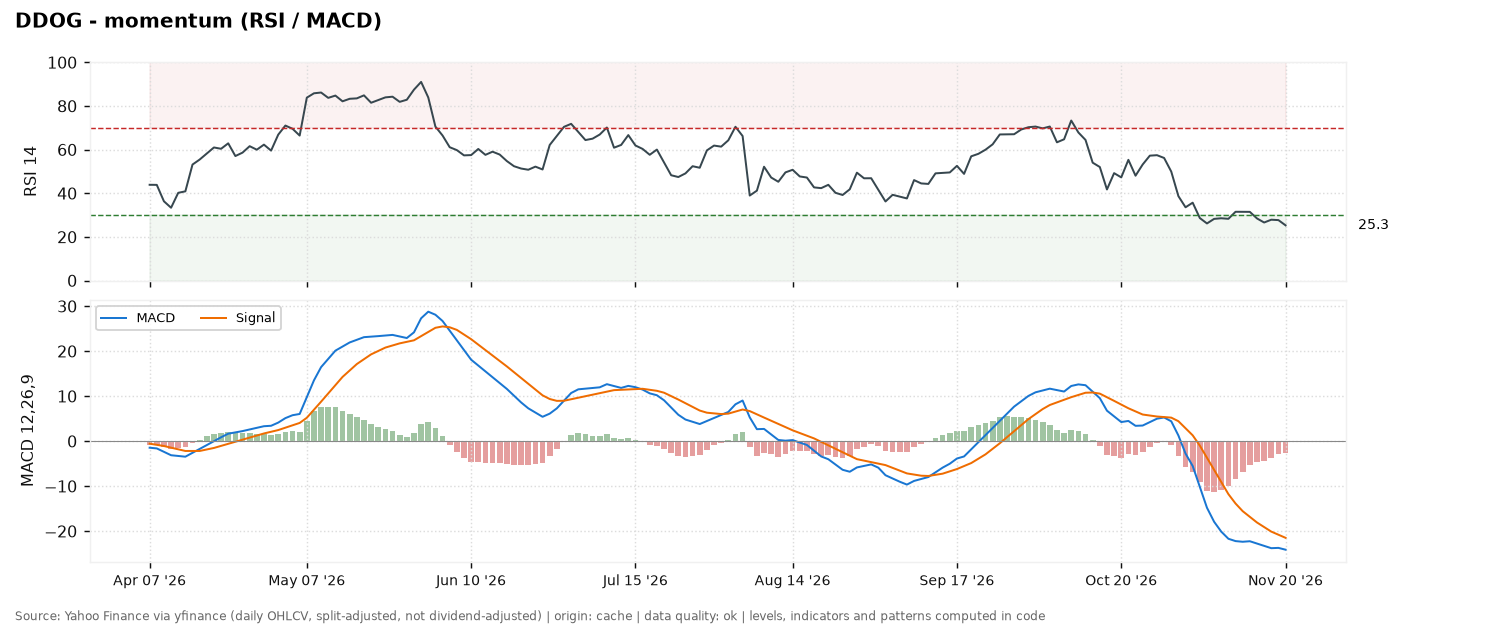 DDOG - momentum (RSI / MACD)
100
80
60
40
20
0
RSI 14
25.3
30
20
10
0
−10
−20
MACD 12,26,9
MACD
Signal
Apr 07 '26
May 07 '26
Jun 10 '26
Jul 15 '26
Aug 14 '26
Sep 17 '26
Oct 20 '26
Nov 20 '26
Source: Yahoo Finance via yfinance (daily OHLCV, split-adjusted, not dividend-adjusted) | origin: cache | data quality: ok | levels, indicators and patterns computed in code